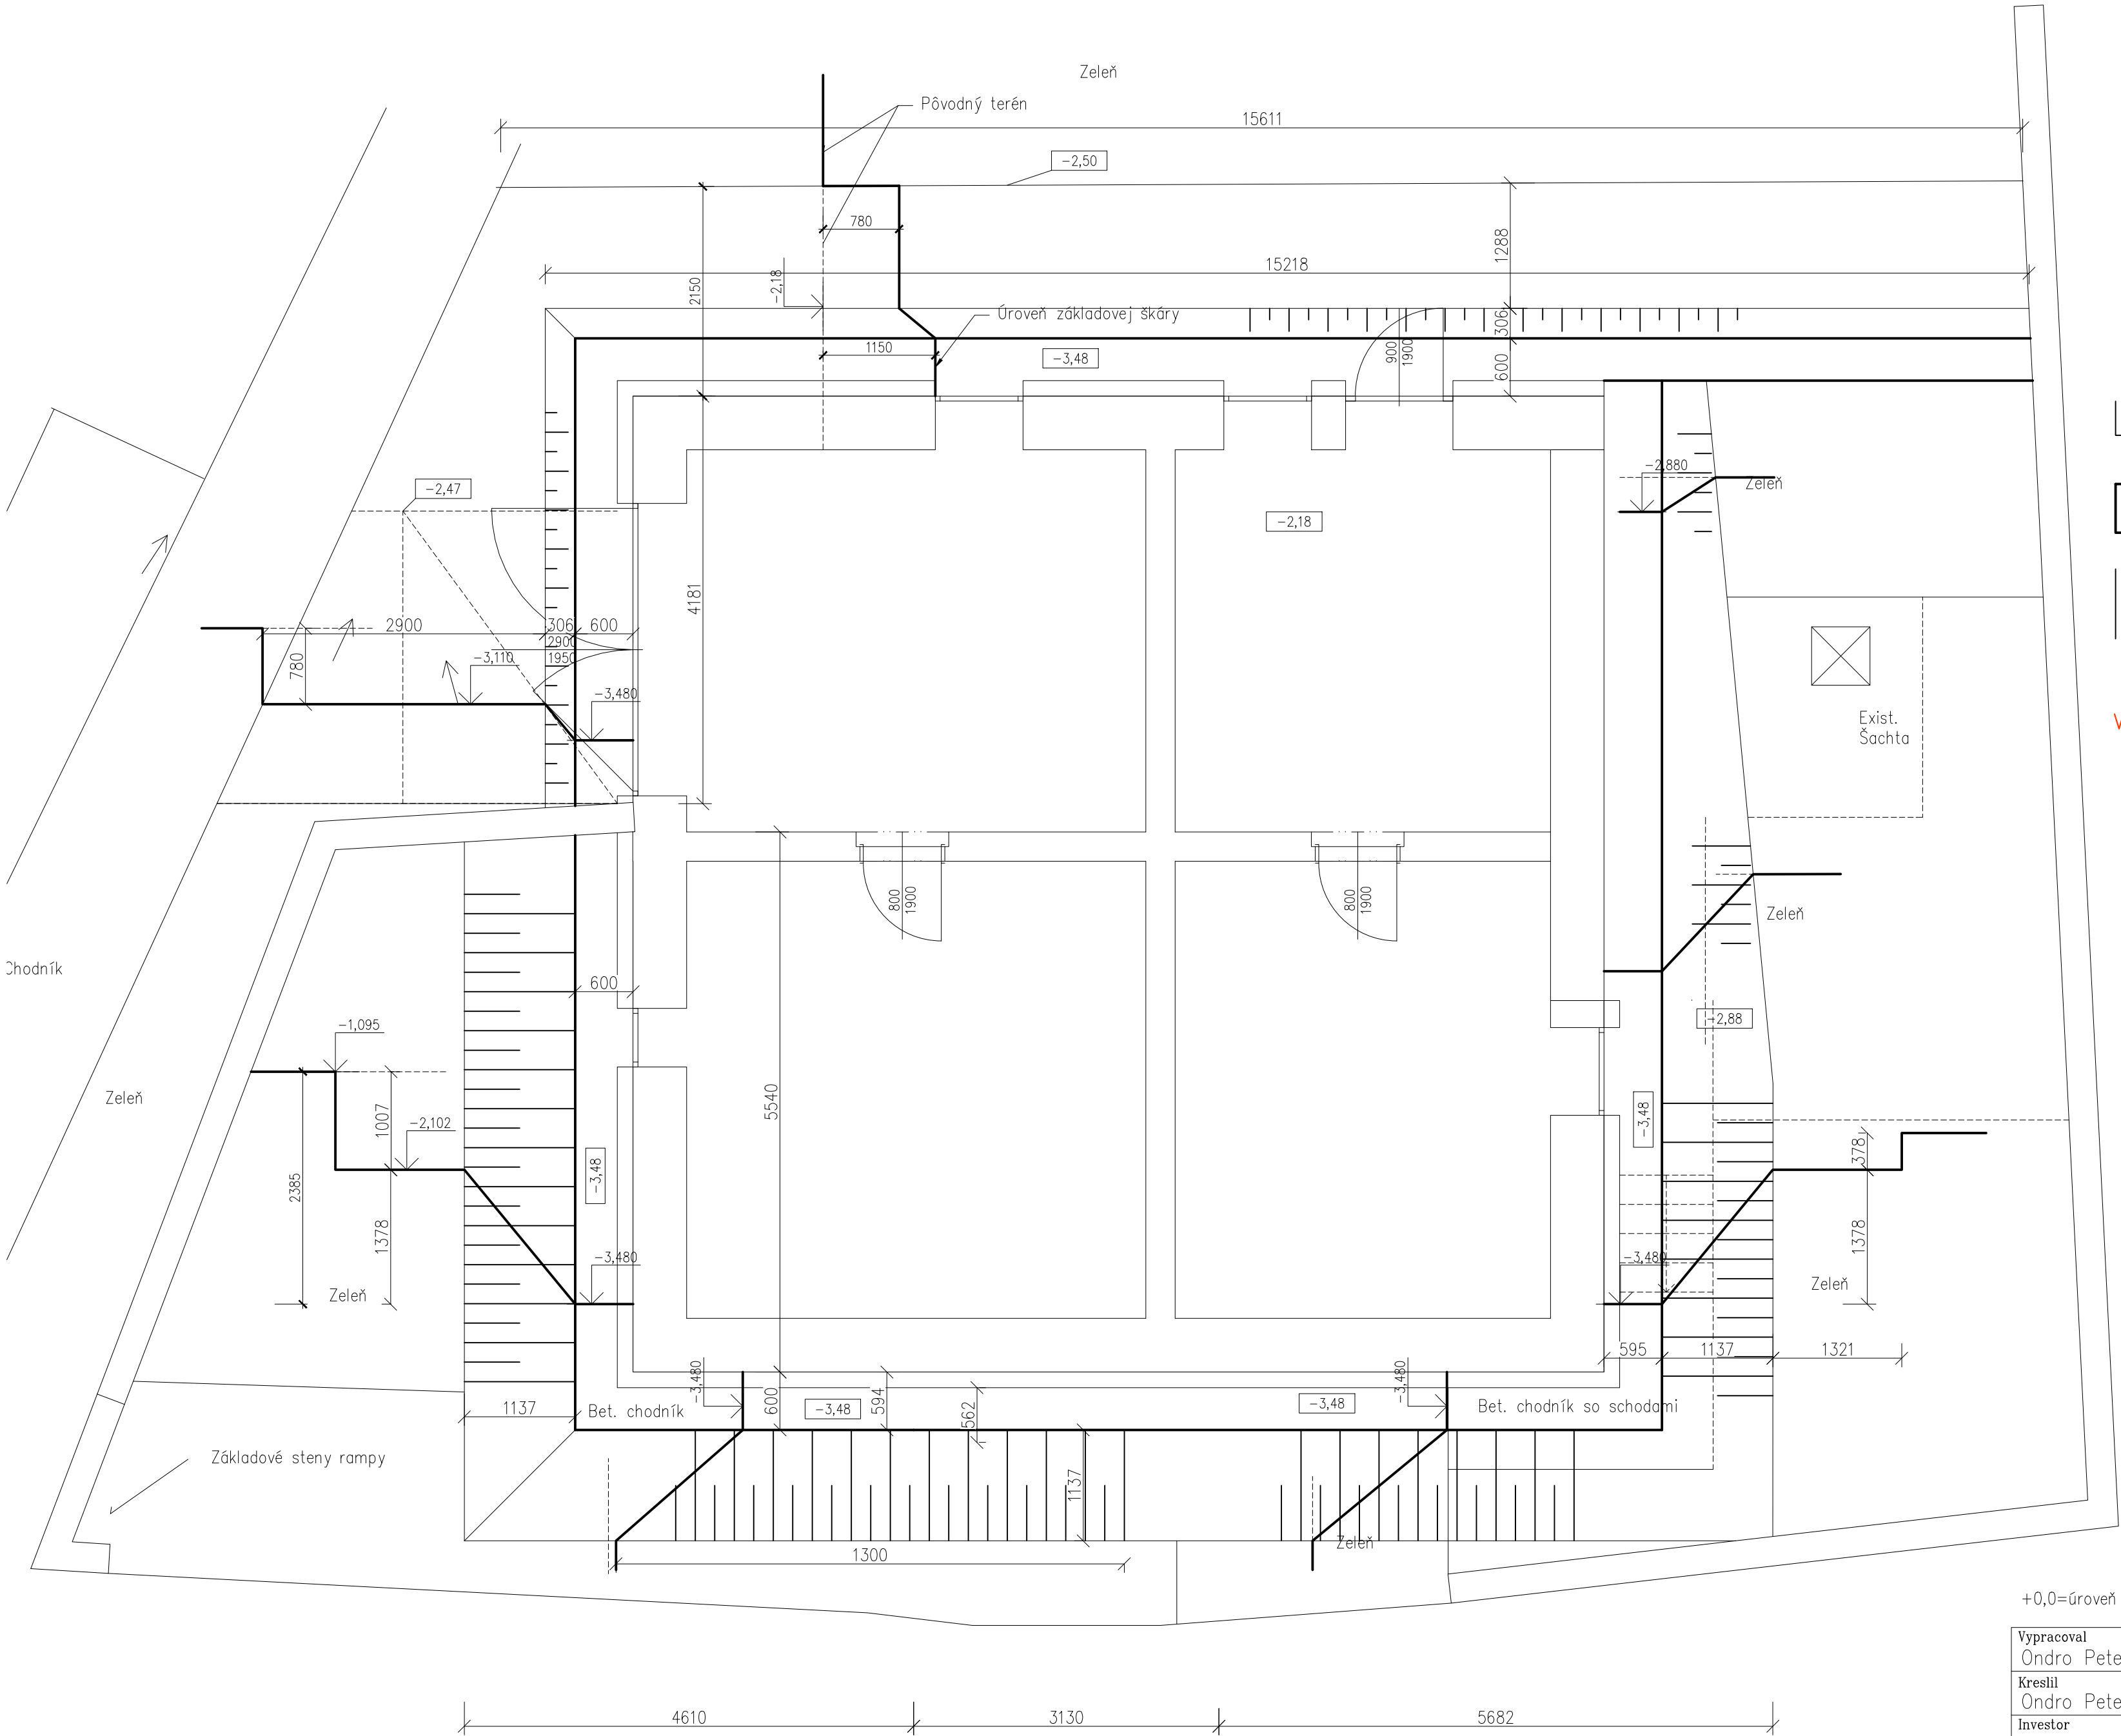 Zeleň
Pôvodný terén
15611
-2,50
780
1288
15218
2150
-2,18
Úroveň základovej škáry
306
1150
-3,48
900
1900
600
-2,880
Zeleň
-2,47
-2,18
4181
2900
306
600
2900
1950
780
-3,110
-3,480
Exist.
Šachta
800
1900
800
1900
Zeleň
Chodník
600
-2,88
-1,095
Zeleň
1007
-2,102
5540
-3,48
-3,48
378
2385
1378
1378
-3,480
-3,480
Zeleň
Zeleň
595
1137
1321
-3,480
-3,480
600
594
562
1137
Bet. chodník
-3,48
-3,48
Bet. chodník so schodami
Základové steny rampy
1137
Zeleň
1300
+0,0=úroveň
Vypracoval
Ondro Pete
Kreslil
Ondro Pete
Investor
4610
3130
5682